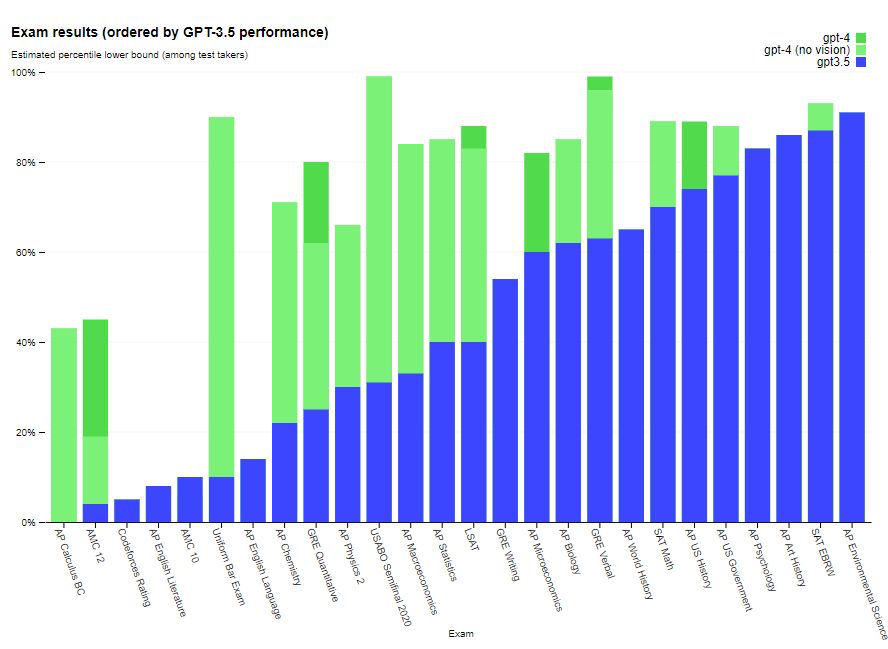 Exam results (ordered by GPT-3.5 performance)
Estimated percentile lower bound (among test takers)
gpt-4
gpt-4 (no vision)
gpt3.5
100%
80%
60%
40%
20%
0%
AP Calculus BC
AMC 12
Codeforces Rating
AP English Literature
AMC 10
Uniform Bar Exam
AP English Language
AP Chemistry
GRE Quantitative
AP Physics 2
USABO Semifinal 2020
AP Macroeconomics
AP Statistics
LSAT
GRE Writing
AP Microeconomics
AP Biology
GRE Verbal
AP World History
SAT Math
AP US History
AP US Government
AP Psychology
AP Art History
SAT EBRW
AP Environmental Science
Exam